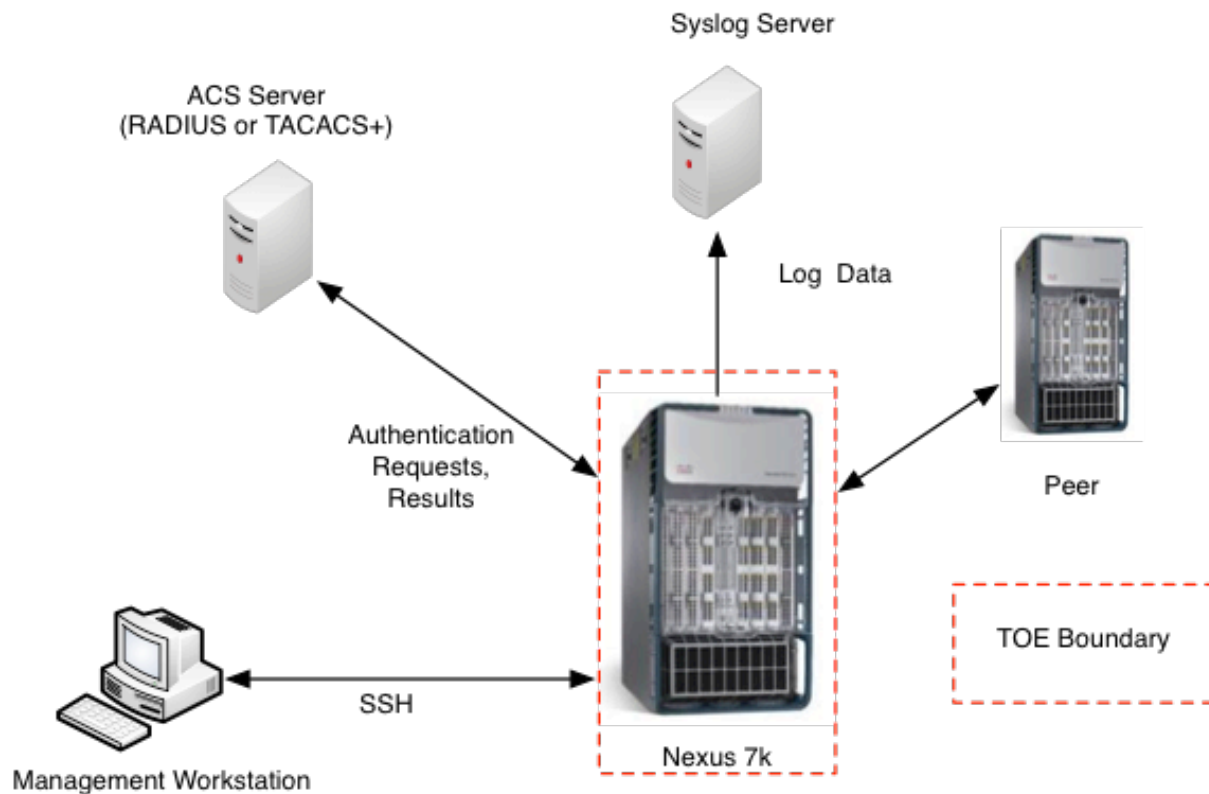 Syslog Server
ACS Server
(RADIUS or TACACS+)
Log Data
Authentication
Requests,
Results
Peer
TOE Boundary
SSH
Nexus 7k
Management Workstation